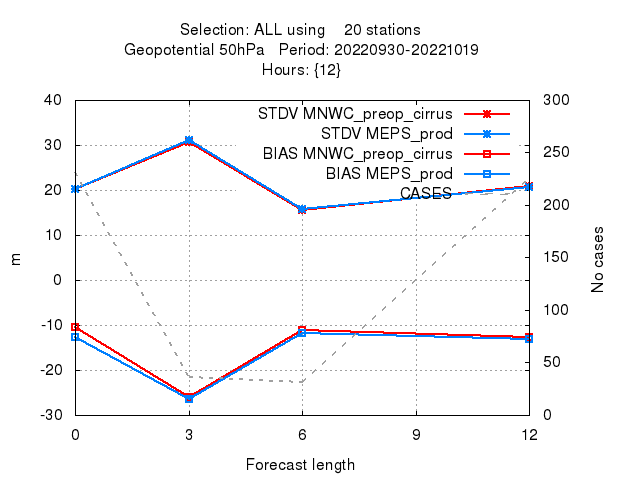 Selection: ALL using 20 stations
Geopotential 50hPa Period: 20220930-20221019
Hours: {12}
40 300
STDV MNWC_preop_cirrus
STDV MEPS_prod
30 250
BIAS MNWC_preop_cirrus
BIAS MEPS_prod
CASES
20 200
10 150
m
No cases
0
-10 100
-20 50
-30 0
0 3 6 9 12
Forecast length